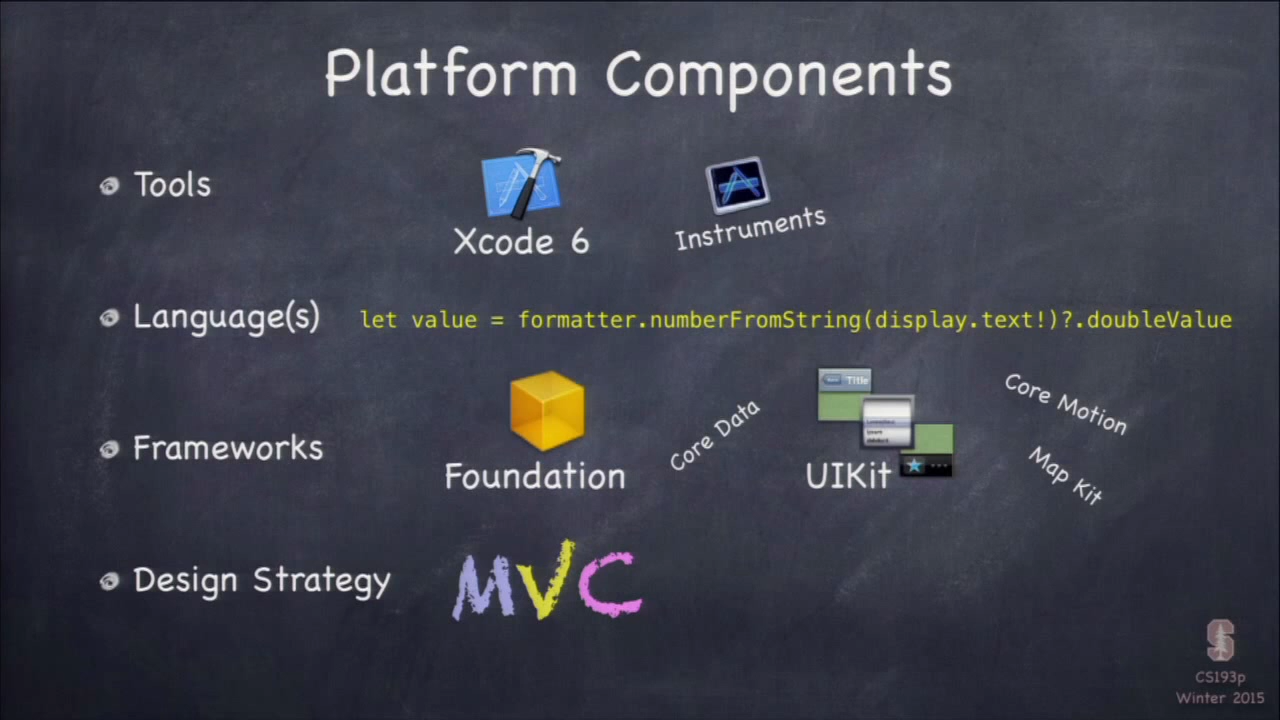 Platform Components
Tools
Xcode 6
Instruments
Language(s)
let value = formatter.numberFromString(display.text!)?.doubleValue
Frameworks
Foundation
Core Data
Title
UIKit
Core Motion
Map Kit
Design Strategy
MVC
S
CS193p
Winter 2015